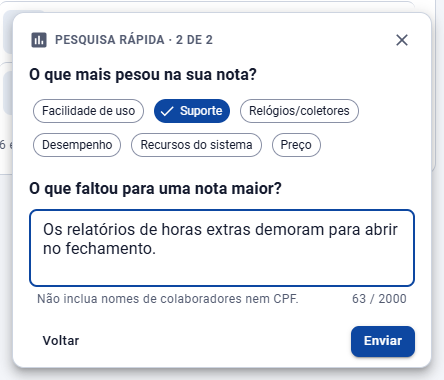 PESQUISA RÁPIDA · 2 DE 2
O que mais pesou na sua nota?
Facilidade de uso
Suporte
Relógios/coletores
Desempenho
Recursos do sistema
Preço
O que faltou para uma nota maior?
Os relatórios de horas extras demoram para abrir
no fechamento.
Não inclua nomes de colaboradores nem CPF.
63 / 2000
Voltar
Enviar